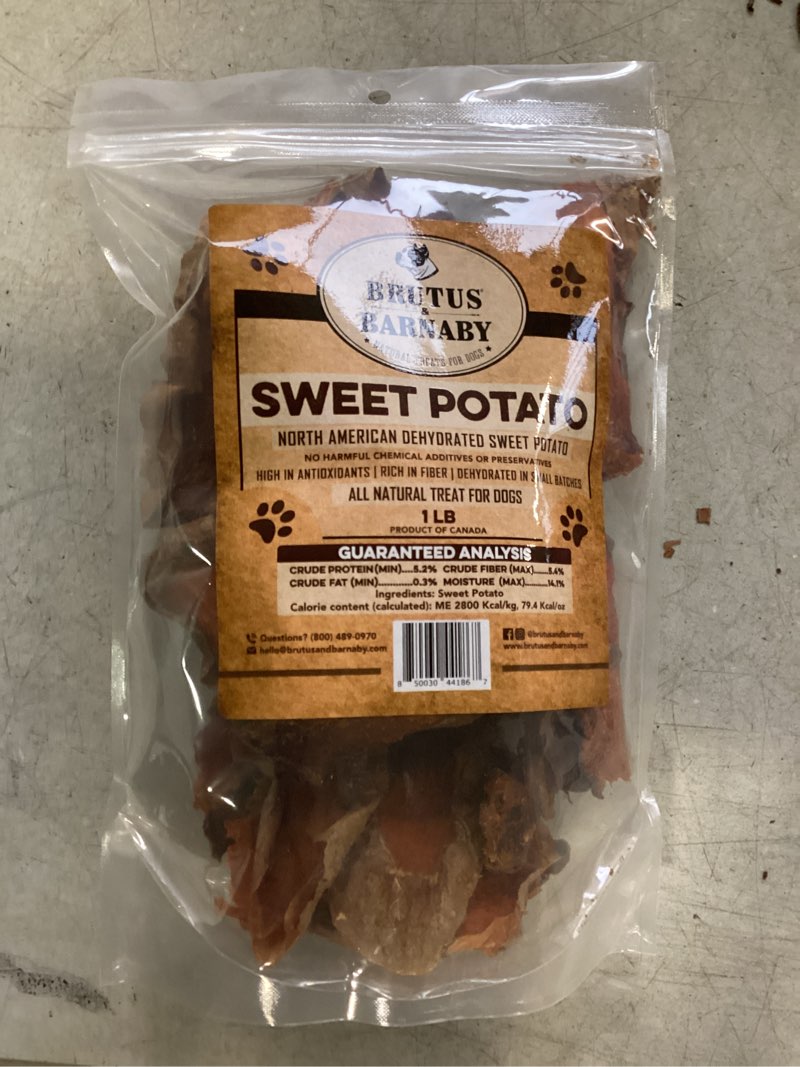 BRUTUS
&
BARNABY
NATURAL TREATS FOR DOGS
SWEET POTATO
NORTH AMERICAN DEHYDRATED SWEET POTATO
NO HARMFUL CHEMICAL ADDITIVES OR PRESERVATIVES
HIGH IN ANTIOXIDANTS | RICH IN FIBER | DEHYDRATED IN SMALL BATCHES
ALL NATURAL TREAT FOR DOGS
1 LB
PRODUCT OF CANADA
GUARANTEED ANALYSIS
CRUDE PROTEIN(MIN)....5.2% CRUDE FIBER (MAX).....5.4%
CRUDE FAT (MIN)............0.3% MOISTURE (MAX)........14.1%
Ingredients: Sweet Potato
Calorie content (calculated): ME 2800 Kcal/kg, 79.4 Kcal/oz
Questions? (800) 489-0970
hello@brutusandbarnaby.com
@brutusandbarnaby
www.brutusandbarnaby.com
8 50030 44186 7